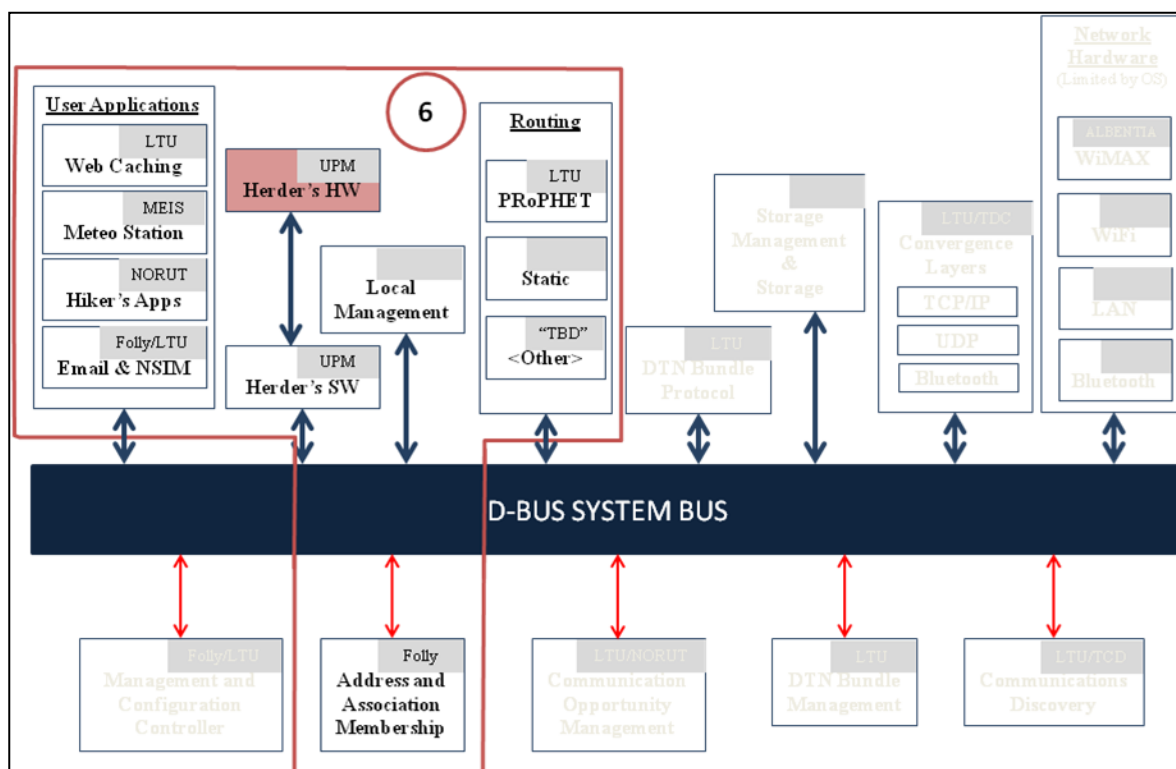 User Applications
LTU
Web Caching
MEIS
Meteo Station
NORUT
Hiker's Apps
Folly/LTU
Email & NSIM
UPM
Herder's HW
UPM
Herder's SW
Local
Management
6
Routing
LTU
PRoPHET
Static
“TBD”
<Other>
LTU
DTN Bundle
Protocol
Storage
Management
&
Storage
LTU/TDC
Convergence
Layers
TCP/IP
UDP
Bluetooth
Network
Hardware
(Limited by OS)
ALBENTIA
WiMAX
WiFi
LAN
Bluetooth
D-BUS SYSTEM BUS
Folly/LTU
Management and
Configuration
Controller
Folly
Address and
Association
Membership
LTU/NORUT
Communication
Opportunity
Management
LTU
DTN Bundle
Management
LTU/TCD
Communications
Discovery